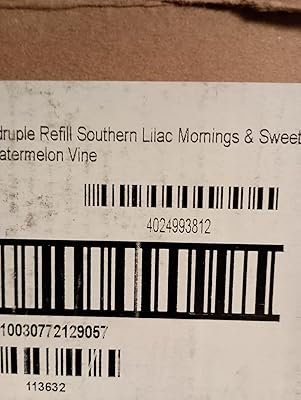 druple Refill Southern Lilac Mornings & Sweet
atermelon Vine
4024993812
10030772129057
113632